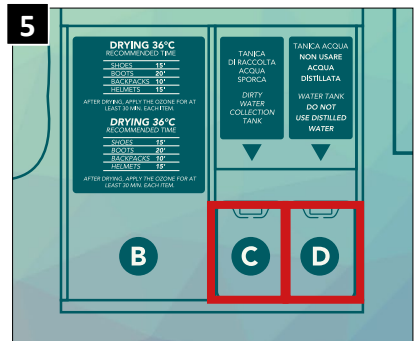 5
DRYING 36°C
RECOMMENDED TIME
SHOES 15'
BOOTS 20'
BACKPACKS 10'
HELMETS 15'
AFTER DRYING, APPLY THE OZONE FOR AT
LEAST 30 MIN. EACH ITEM.
DRYING 36°C
RECOMMENDED TIME
SHOES 15'
BOOTS 20'
BACKPACKS 10'
HELMETS 15'
AFTER DRYING, APPLY THE OZONE FOR AT
LEAST 30 MIN. EACH ITEM.
TANICA
DI RACCOLTA
ACQUA
SPORCA
DIRTY
WATER
COLLECTION
TANK
TANICA ACQUA
NON USARE
ACQUA
DISTILLATA
WATER TANK
DO NOT
USE DISTILLED
WATER
B
C
D